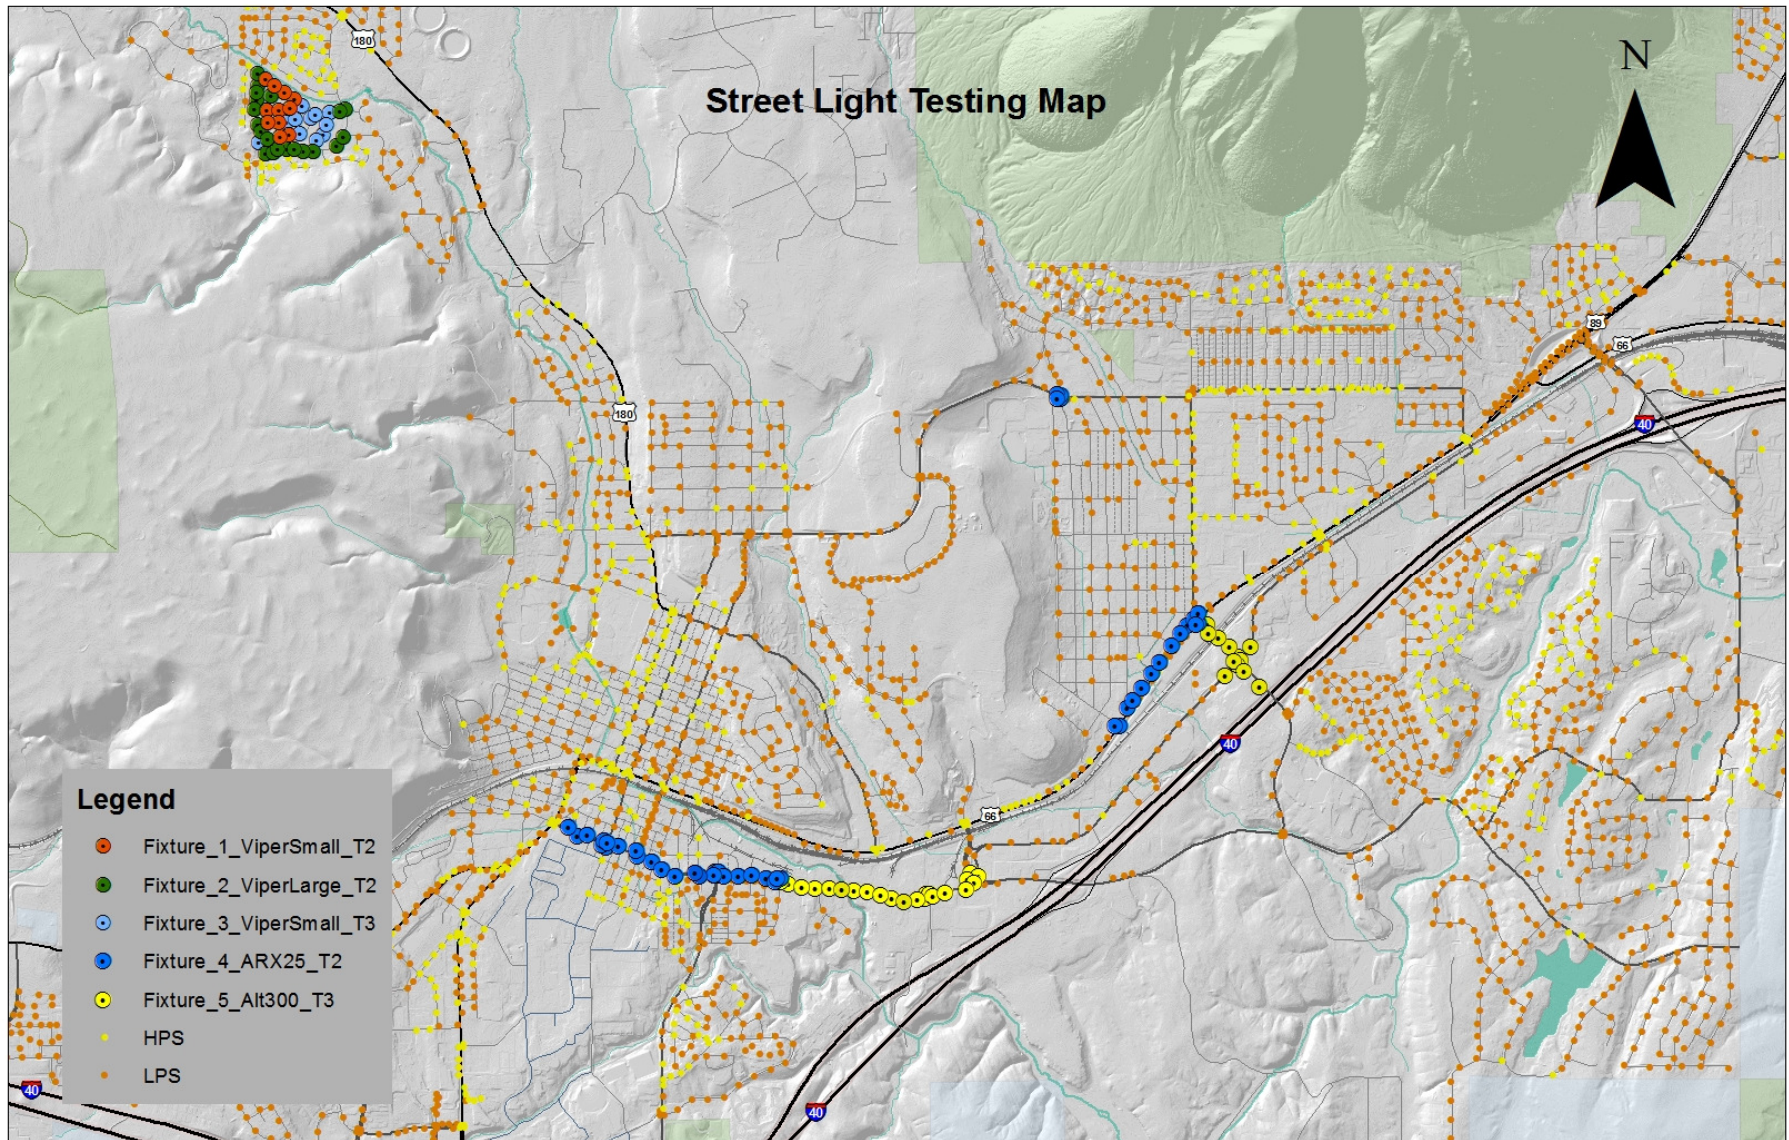 180
N
Street Light Testing Map
89
66
180
40
40
66
Legend
Fixture_1_ViperSmall_T2
Fixture_2_ViperLarge_T2
Fixture_3_ViperSmall_T3
Fixture_4_ARX25_T2
Fixture_5_Alt300_T3
HPS
LPS
40
40